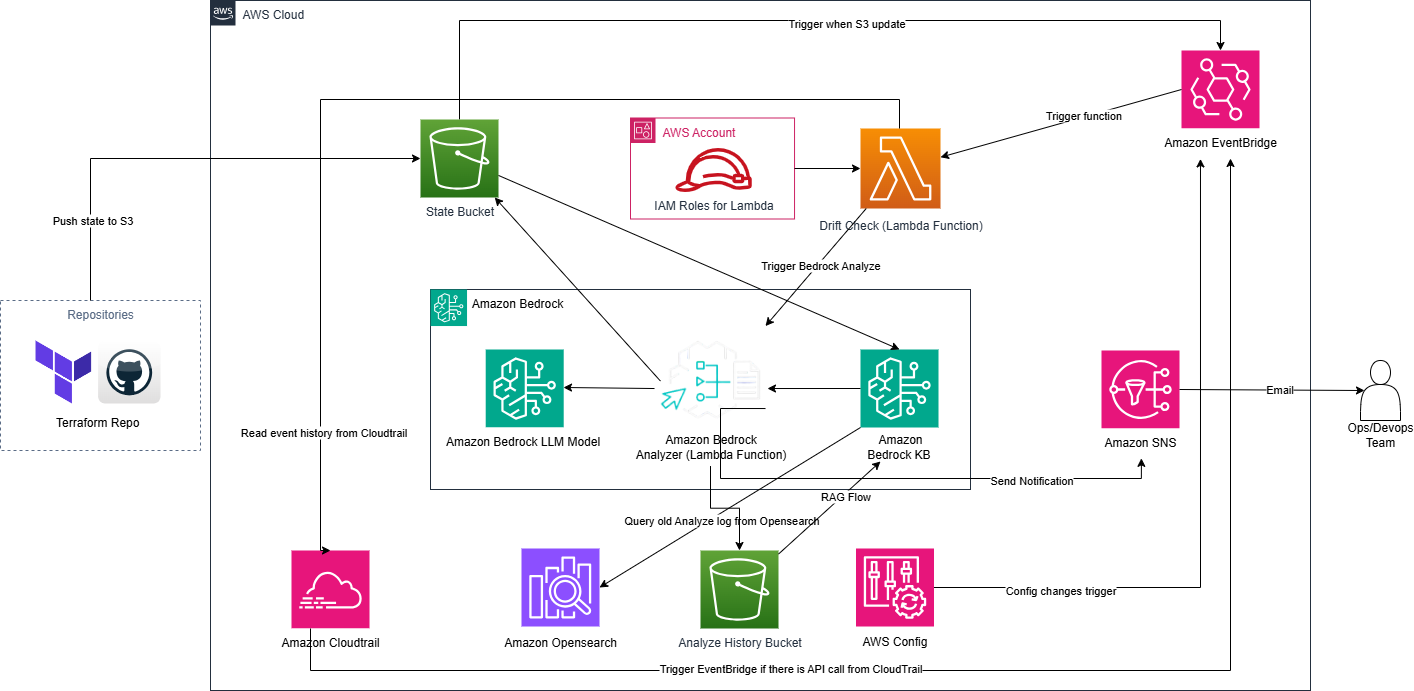 aws
AWS Cloud
Trigger when S3 update
Trigger function
Amazon EventBridge
AWS Account
IAM Roles for Lambda
State Bucket
Drift Check (Lambda Function)
Push state to S3
Trigger Bedrock Analyze
Repositories
Terraform Repo
Amazon Bedrock
Amazon Bedrock LLM Model
Amazon Bedrock
Analyzer (Lambda Function)
Amazon
Bedrock KB
Read event history from Cloudtrail
Amazon SNS
Email
Ops/Devops
Team
Send Notification
RAG Flow
Query old Analyze log from Opensearch
Amazon Cloudtrail
Amazon Opensearch
Analyze History Bucket
AWS Config
Config changes trigger
Trigger EventBridge if there is API call from CloudTrail